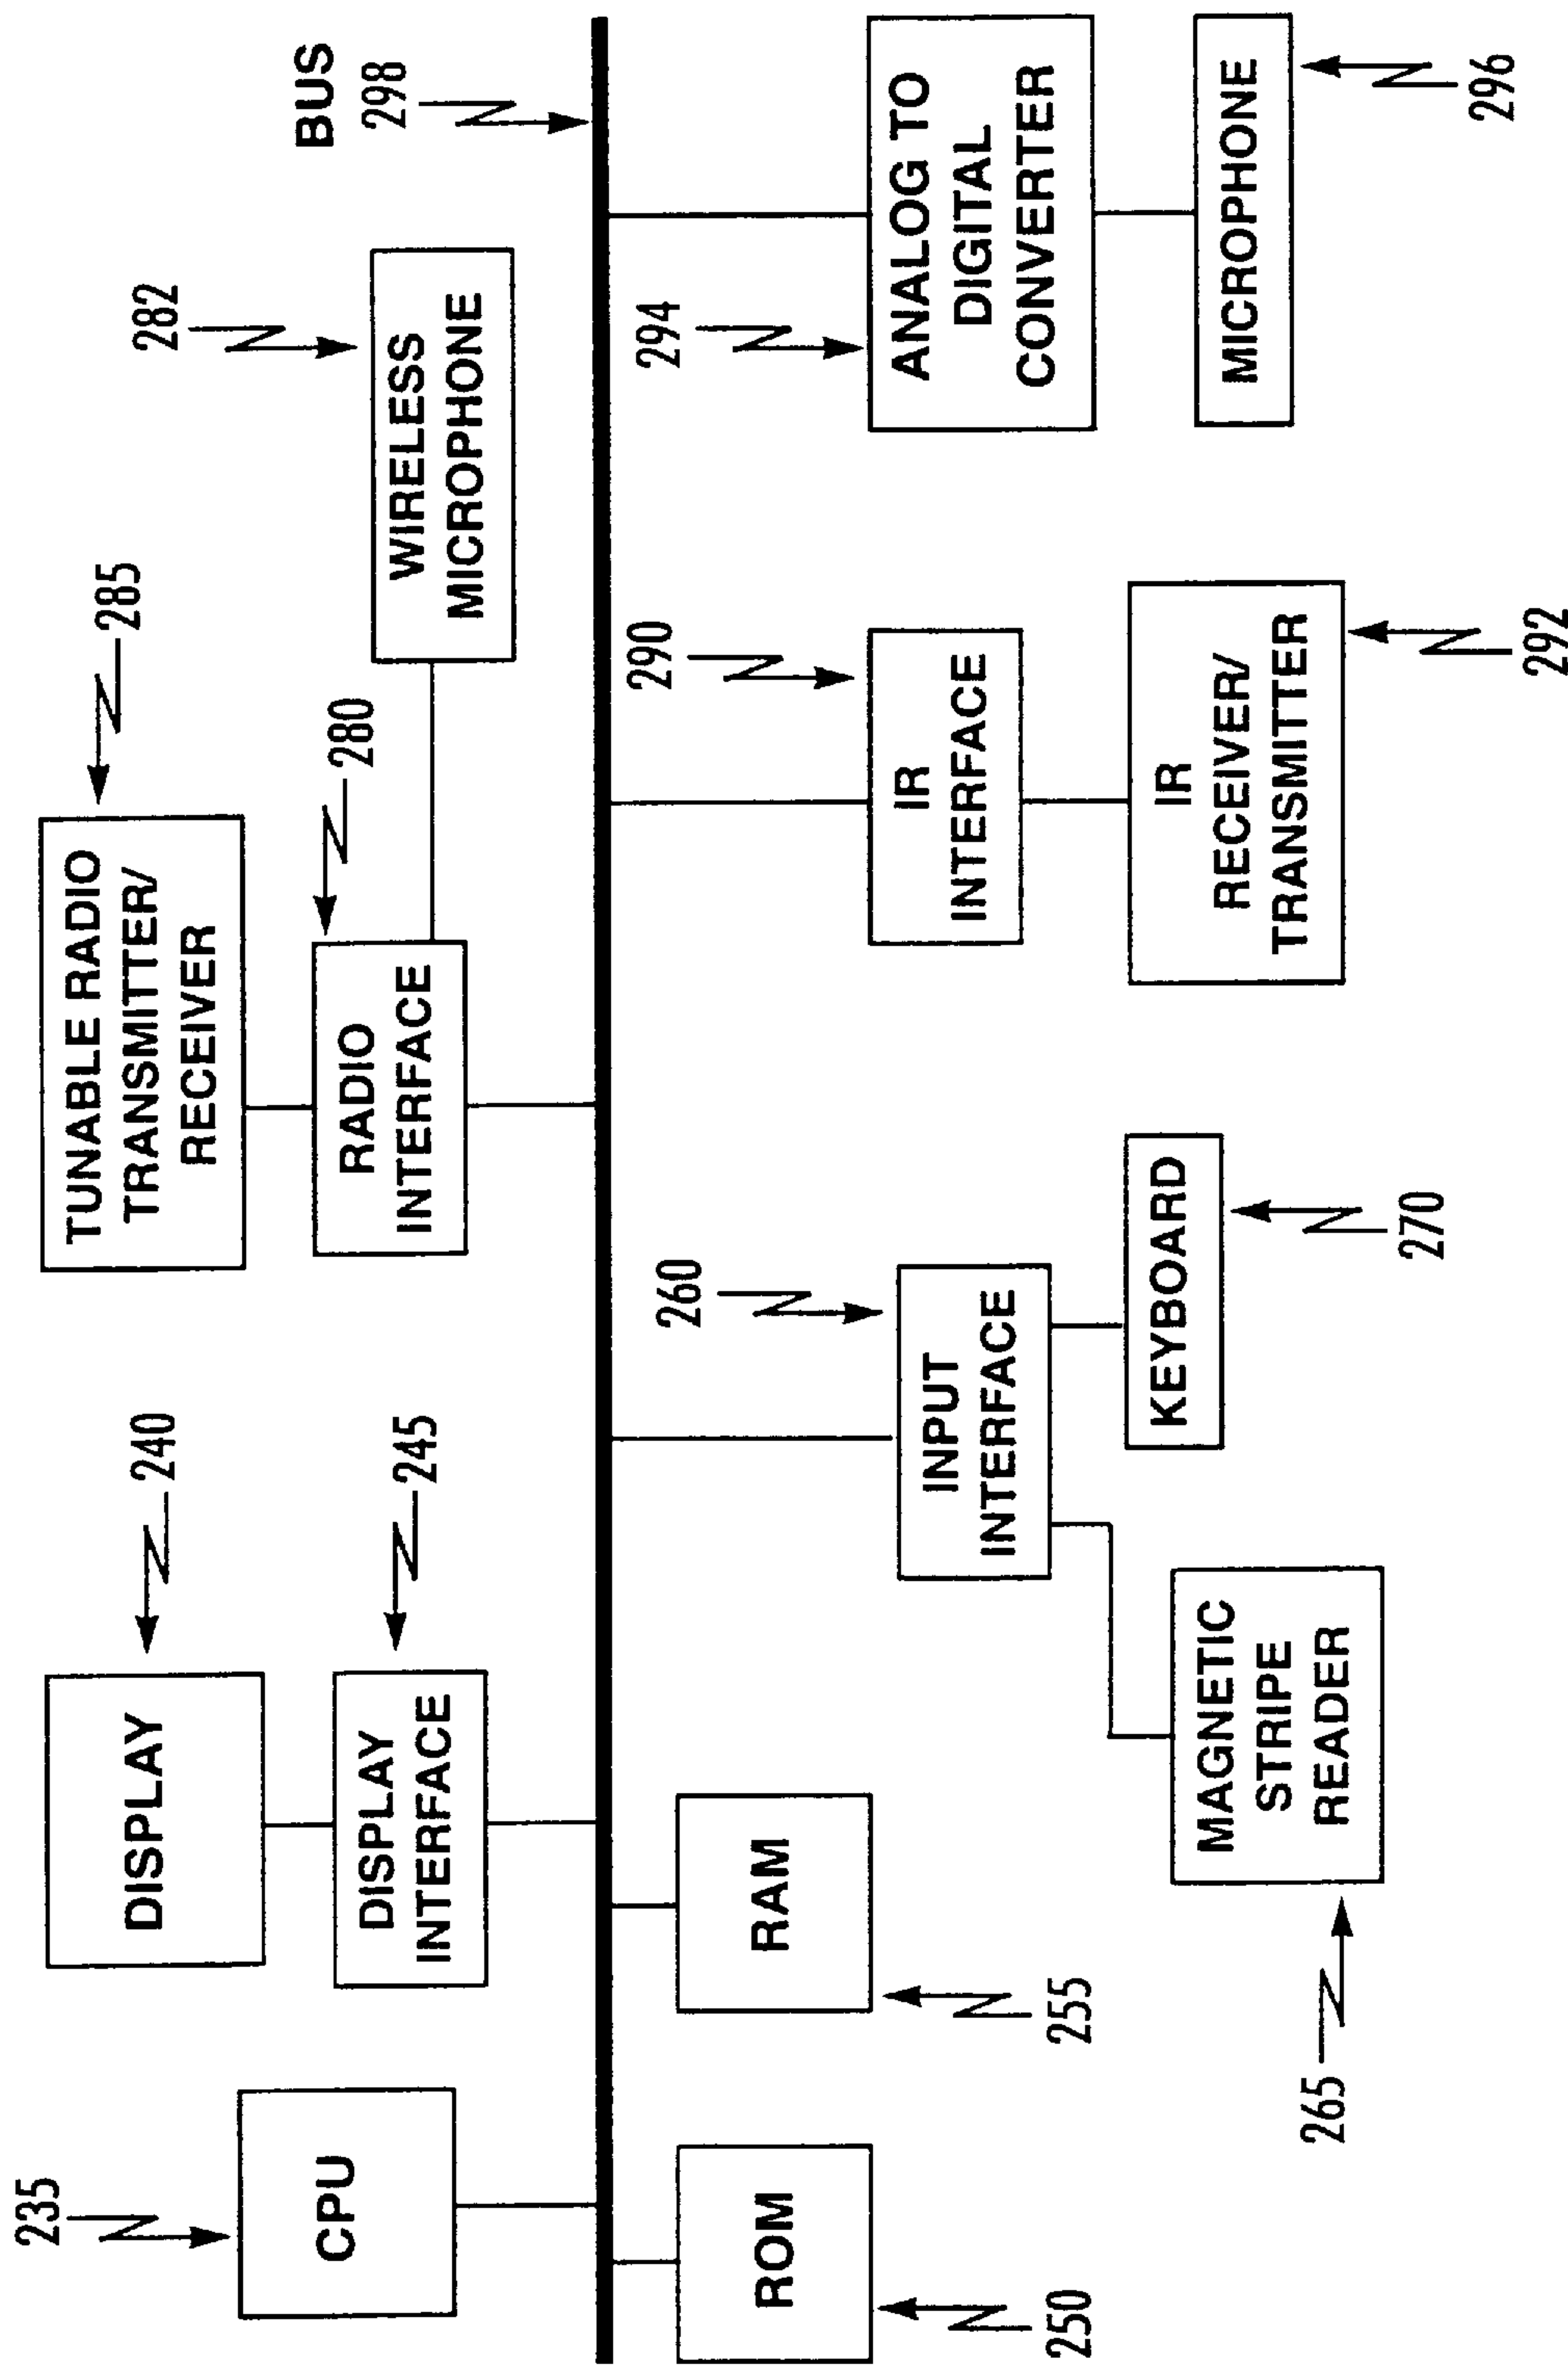 235
CPU
ROM
250
240
DISPLAY
245
DISPLAY
INTERFACE
RAM
255
285
TUNABLE RADIO
TRANSMITTER/
RECEIVER
280
RADIO
INTERFACE
282
WIRELESS
MICROPHONE
BUS
298
260
INPUT
INTERFACE
KEYBOARD
270
MAGNETIC
STRIPE
READER
265
290
IR
INTERFACE
IR
RECEIVER/
TRANSMITTER
292
294
ANALOG TO
DIGITAL
CONVERTER
MICROPHONE
296